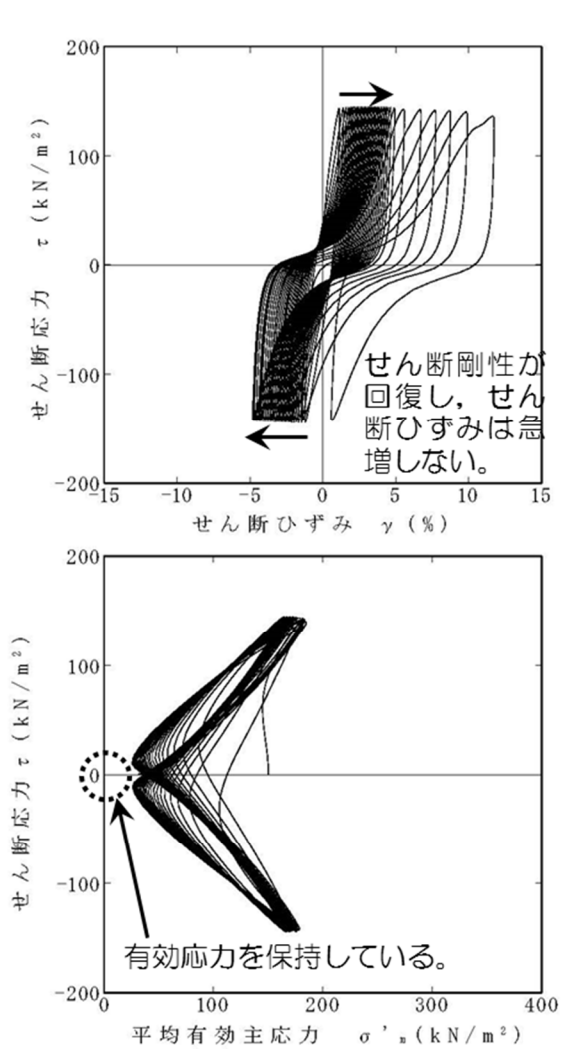 200
100
0
-100
-200
せん断応力 τ (kN/m²)
せん断剛性が
回復し，せん
断ひずみは急
増しない。
-15 -10 -5 0 5 10 15
せん断ひずみ γ (%)
200
100
0
-100
-200
せん断応力 τ (kN/m²)
有効応力を保持している。
0 100 200 300 400
平均有効主応力 σ'm (kN/m²)